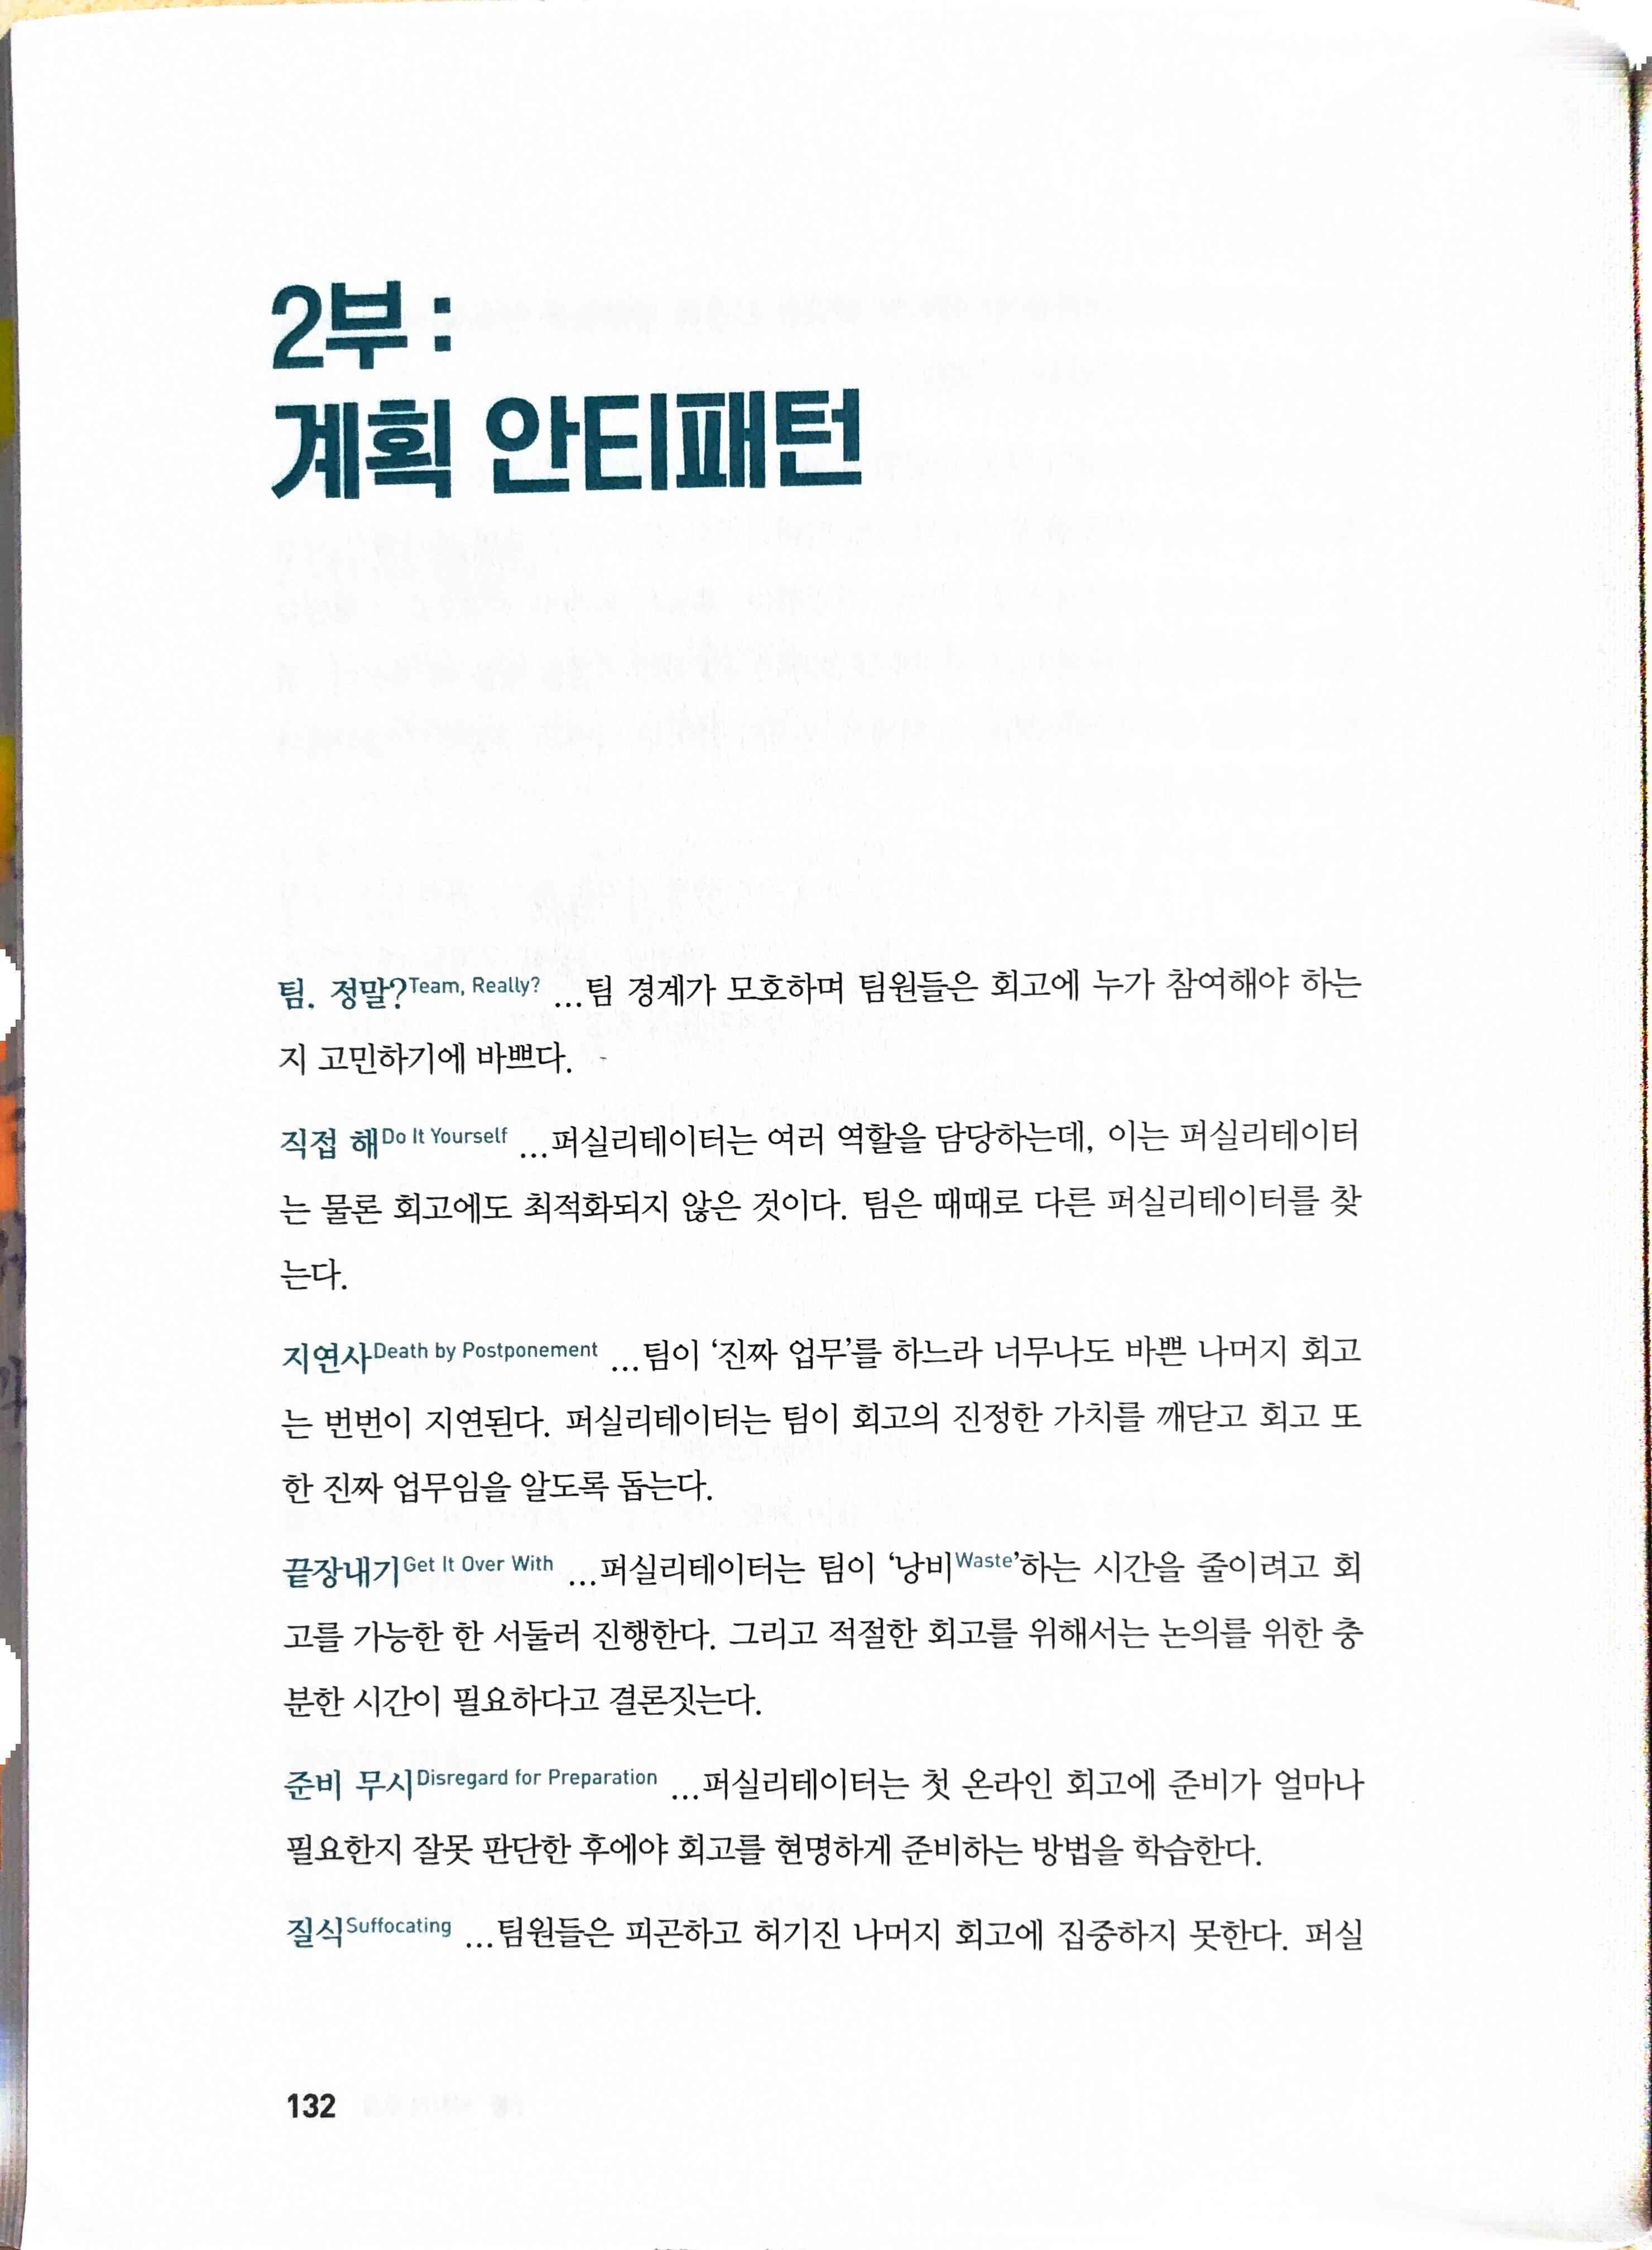 2부 :
계획 안티패턴
팀. 정말?Team, Really? …팀 경계가 모호하며 팀원들은 회고에 누가 참여해야 하는
지 고민하기에 바쁘다.
직접 해Do It Yourself …퍼실리테이터는 여러 역할을 담당하는데, 이는 퍼실리테이터
는 물론 회고에도 최적화되지 않은 것이다. 팀은 때때로 다른 퍼실리테이터를 찾
는다.
지연사Death by Postponement …팀이 ‘진짜 업무’를 하느라 너무나도 바쁜 나머지 회고
는 번번이 지연된다. 퍼실리테이터는 팀이 회고의 진정한 가치를 깨닫고 회고 또
한 진짜 업무임을 알도록 돕는다.
끝장내기Get It Over With …퍼실리테이터는 팀이 ‘낭비Waste’하는 시간을 줄이려고 회
고를 가능한 한 서둘러 진행한다. 그리고 적절한 회고를 위해서는 논의를 위한 충
분한 시간이 필요하다고 결론짓는다.
준비 무시Disregard for Preparation …퍼실리테이터는 첫 온라인 회고에 준비가 얼마나
필요한지 잘못 판단한 후에야 회고를 현명하게 준비하는 방법을 학습한다.
질식Suffocating …팀원들은 피곤하고 허기진 나머지 회고에 집중하지 못한다. 퍼실
132